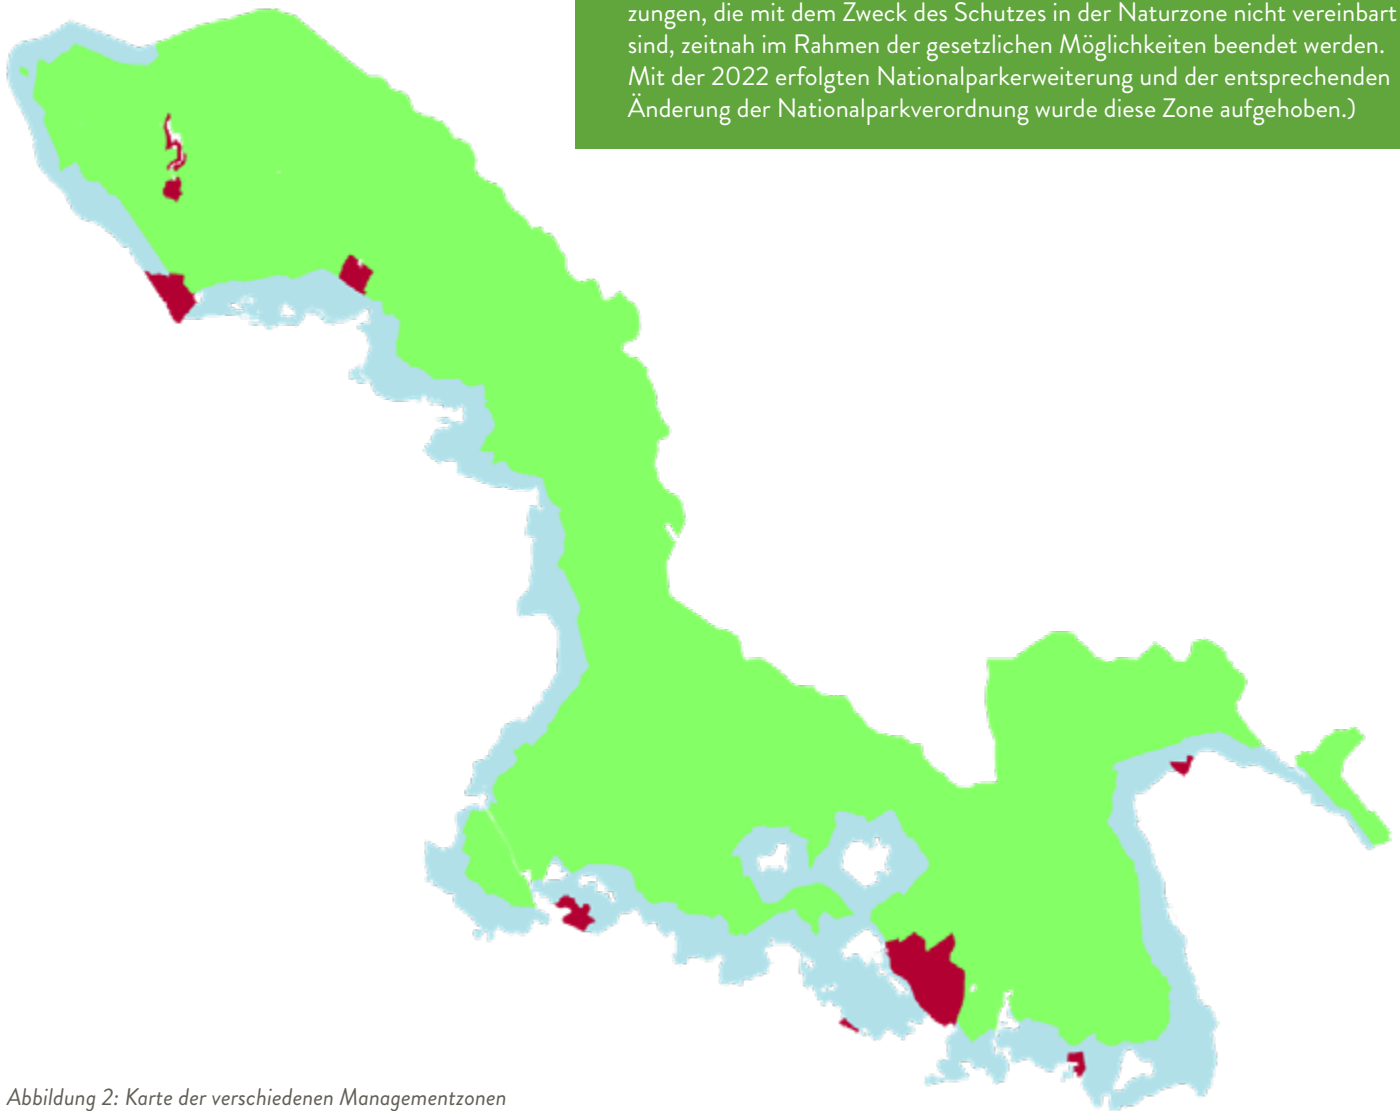 zungen, die mit dem Zweck des Schutzes in der Naturzone nicht vereinbart
sind, zeitnah im Rahmen der gesetzlichen Möglichkeiten beendet werden.
Mit der 2022 erfolgten Nationalparkerweiterung und der entsprechenden
Änderung der Nationalparkverordnung wurde diese Zone aufgehoben.)
Abbildung 2: Karte der verschiedenen Managementzonen